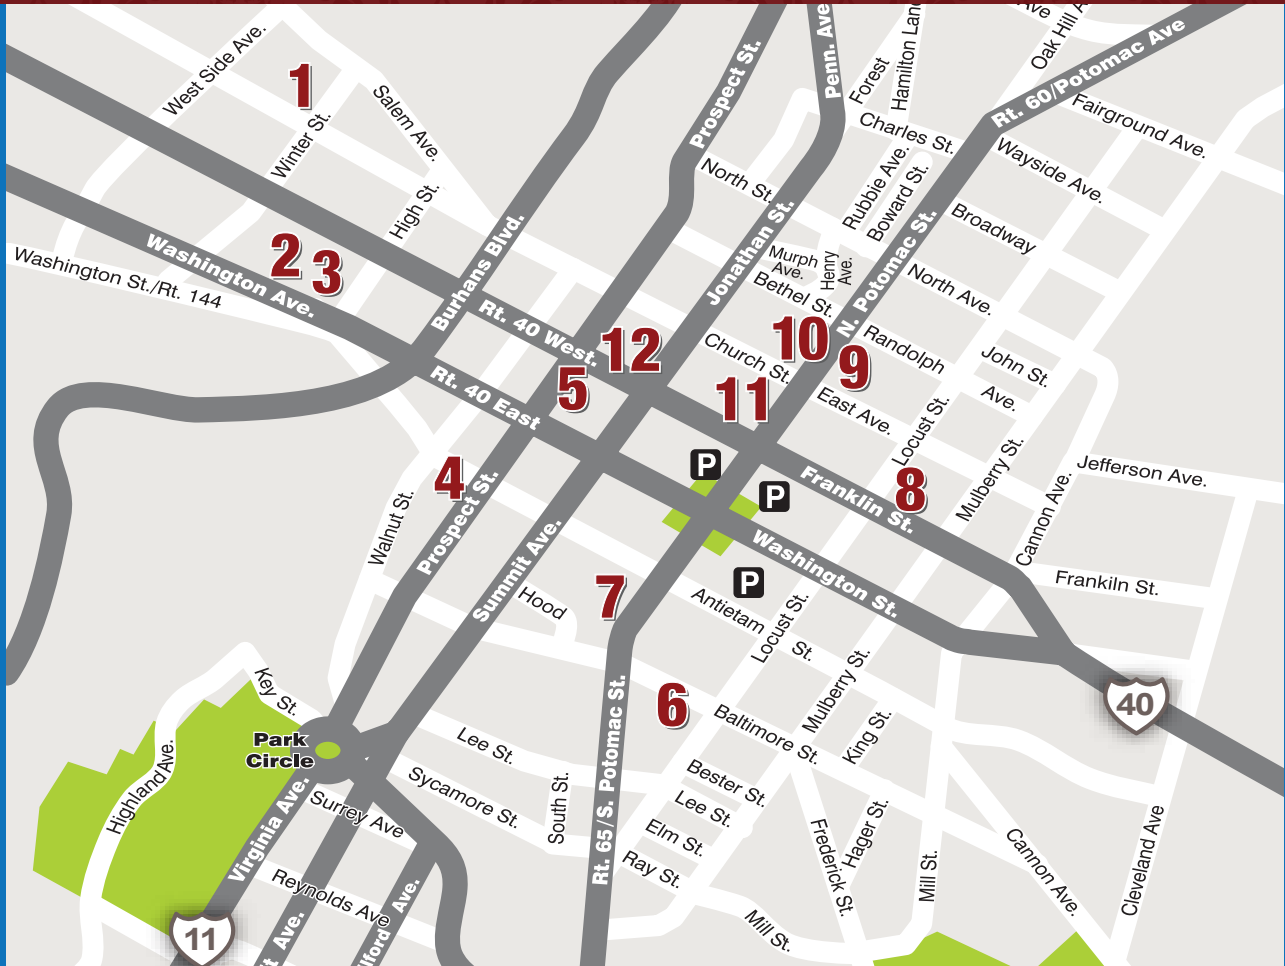 Ave
Oak Hill A
Penn. Ave
Hamilton Lane
Forest
Prospect St.
Rt. 60/Potomac Ave
West Side Ave.
1
Salem Ave.
Winter St.
Fairground Ave.
Charles St.
Wayside Ave.
North St.
Rubbie Ave.
Boward St.
High St.
Broadway
Jonathan St.
N. Potomac St.
Murph
Ave.
Henry
Ave.
Bethel St.
North Ave.
Washington Ave.
2
3
Washington St./Rt. 144
Burhans Blvd.
Rt. 40 West.
12
Church St.
10
9
Randolph
Ave.
John St.
5
11
East Ave.
Rt. 40 East
Locust St.
Mulberry St.
Cannon Ave.
Jefferson Ave.
4
P
P
8
Franklin St.
Prospect St.
Walnut St.
Summit Ave.
Washington St.
Frankiln St.
7
P
Hood
Antietam
St.
Locust St.
Mulberry St.
Key St.
6
40
Baltimore St.
King St.
Park
Circle
Lee St.
Highland Ave.
Sycamore St.
South St.
Rt. 65/S. Potomac St.
Bester St.
Lee St.
Elm St.
Ray St.
Surrey Ave
Virginia Ave.
Reynolds Ave
Frederick St.
Hager St.
Mill St.
Cannon Ave.
Cleveland Ave
Mill St.
11
t Ave.
lford Ave.